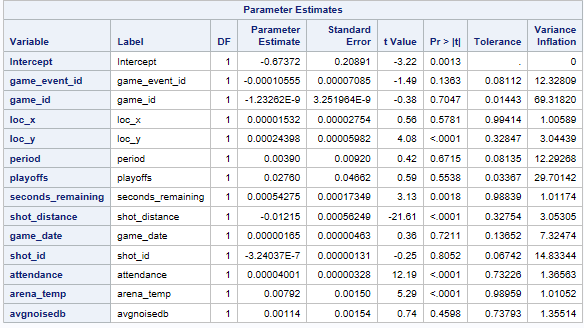 Parameter Estimates
Variable Label DF Parameter Estimate Standard Error t Value Pr > |t| Tolerance Variance Inflation
Intercept Intercept 1 -0.67372 0.20891 -3.22 0.0013 . 0
game_event_id game_event_id 1 -0.00010555 0.00007085 -1.49 0.1363 0.08112 12.32809
game_id game_id 1 -1.23262E-9 3.251964E-9 -0.38 0.7047 0.01443 69.31820
loc_x loc_x 1 0.00001532 0.00002754 0.56 0.5781 0.99414 1.00589
loc_y loc_y 1 0.00024398 0.00005982 4.08 <.0001 0.32847 3.04439
period period 1 0.00390 0.00920 0.42 0.6715 0.08135 12.29268
playoffs playoffs 1 0.02760 0.04662 0.59 0.5538 0.03367 29.70142
seconds_remaining seconds_remaining 1 0.00054275 0.00017349 3.13 0.0018 0.98839 1.01174
shot_distance shot_distance 1 -0.01215 0.00056249 -21.61 <.0001 0.32754 3.05305
game_date game_date 1 0.00000165 0.00000463 0.36 0.7211 0.13652 7.32474
shot_id shot_id 1 -3.24037E-7 0.00000131 -0.25 0.8052 0.06742 14.83344
attendance attendance 1 0.00004001 0.00000328 12.19 <.0001 0.73226 1.36563
arena_temp arena_temp 1 0.00792 0.00150 5.29 <.0001 0.98959 1.01052
avgnoisedb avgnoisedb 1 0.00114 0.00154 0.74 0.4598 0.73793 1.35514